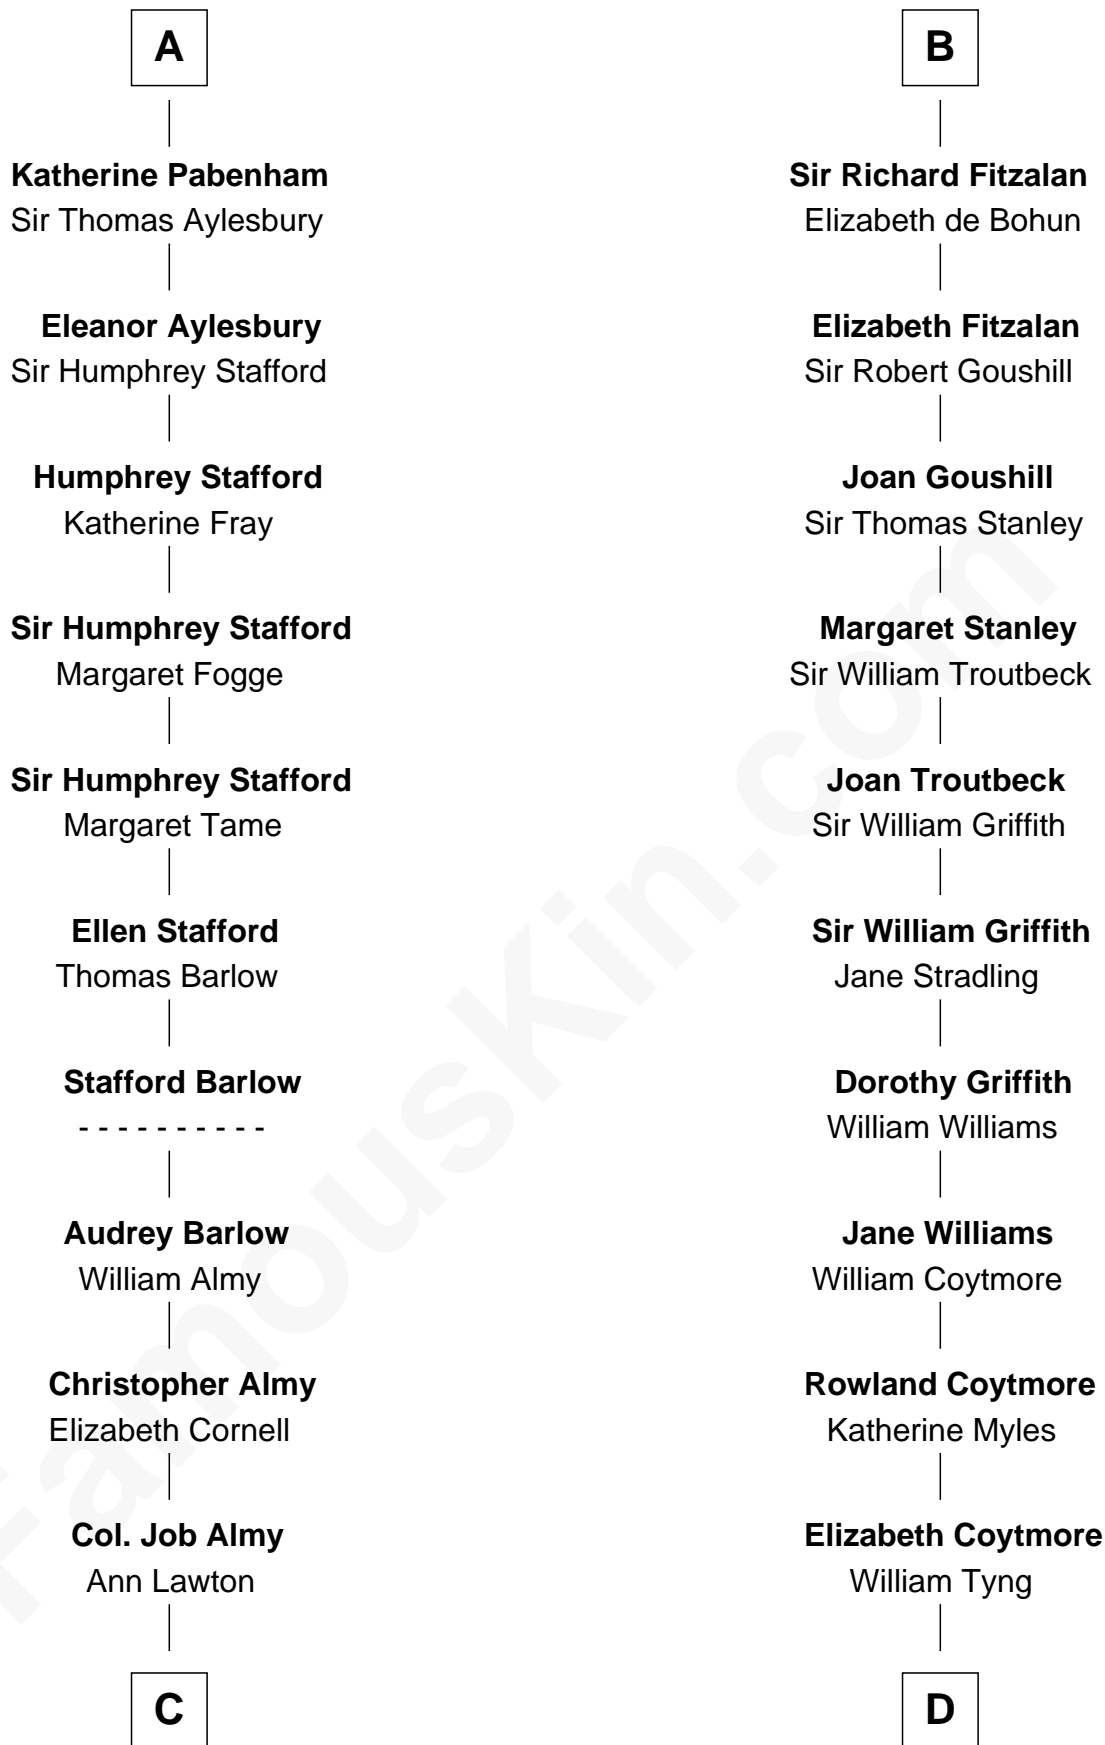 A
Katherine Pabenham
Sir Thomas Aylesbury
Eleanor Aylesbury
Sir Humphrey Stafford
Humphrey Stafford
Katherine Fray
Sir Humphrey Stafford
Margaret Fogge
Sir Humphrey Stafford
Margaret Tame
Ellen Stafford
Thomas Barlow
Stafford Barlow
- - - - - - - - - -
Audrey Barlow
William Almy
Christopher Almy
Elizabeth Cornell
Col. Job Almy
Ann Lawton
C
B
Sir Richard Fitzalan
Elizabeth de Bohun
Elizabeth Fitzalan
Sir Robert Goushill
Joan Goushill
Sir Thomas Stanley
Margaret Stanley
Sir William Troutbeck
Joan Troutbeck
Sir William Griffith
Sir William Griffith
Jane Stradling
Dorothy Griffith
William Williams
Jane Williams
William Coytmore
Rowland Coytmore
Katherine Myles
Elizabeth Coytmore
William Tyng
D
FamousKin.com